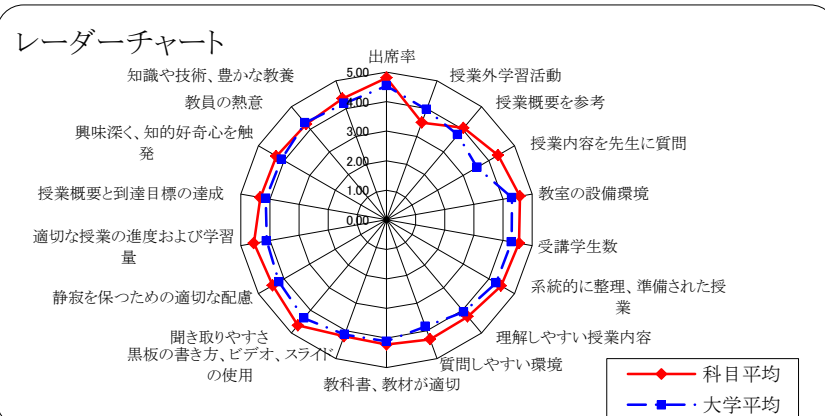 レーダーチャート
出席率
授業外学習活動
授業概要を参考
授業内容を先生に質問
教室の設備環境
受講学生数
系統的に整理、準備された授
業
理解しやすい授業内容
質問しやすい環境
教科書、教材が適切
黒板の書き方、ビデオ、スライド
の使用
聞き取りやすさ
静寂を保つための適切な配慮
適切な授業の進度および学習
量
授業概要と到達目標の達成
興味深く、知的好奇心を触
発
教員の熱意
知識や技術、豊かな教養
5.00
4.00
3.00
2.00
1.00
0.00
科目平均
大学平均